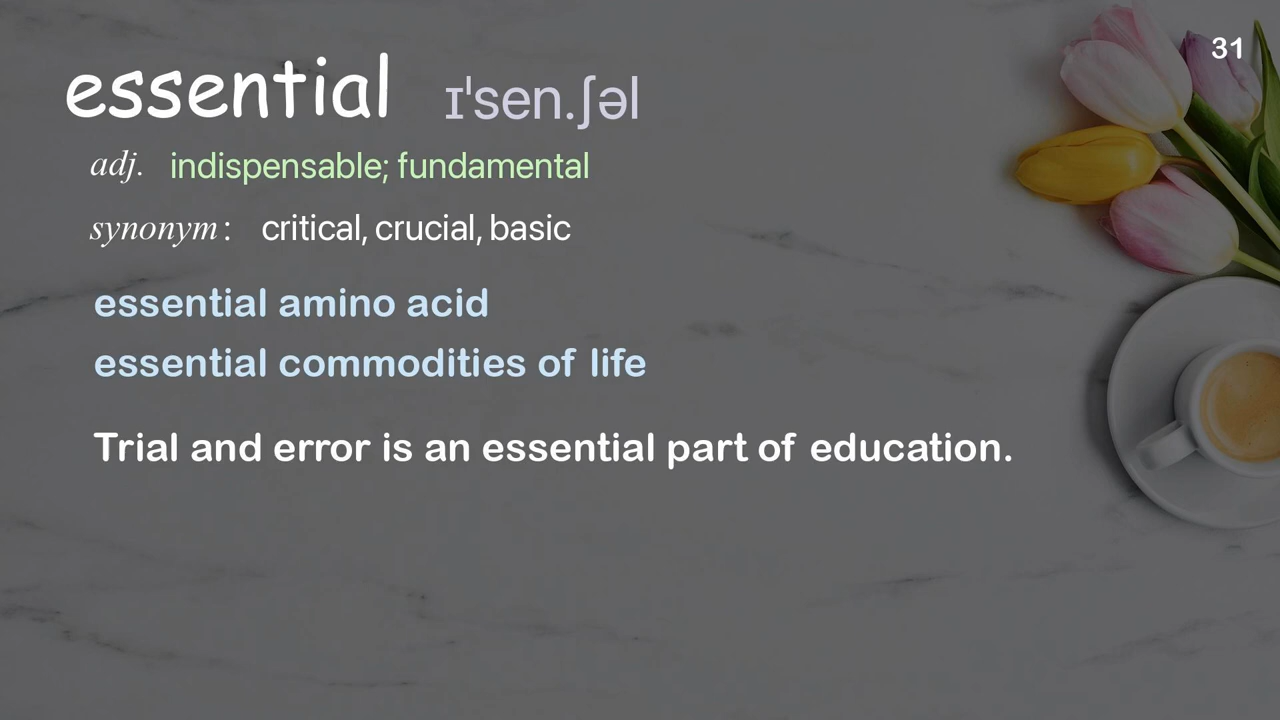 31
essential ɪˈsen.ʃəl
adj. indispensable; fundamental
synonym : critical, crucial, basic
essential amino acid
essential commodities of life
Trial and error is an essential part of education.